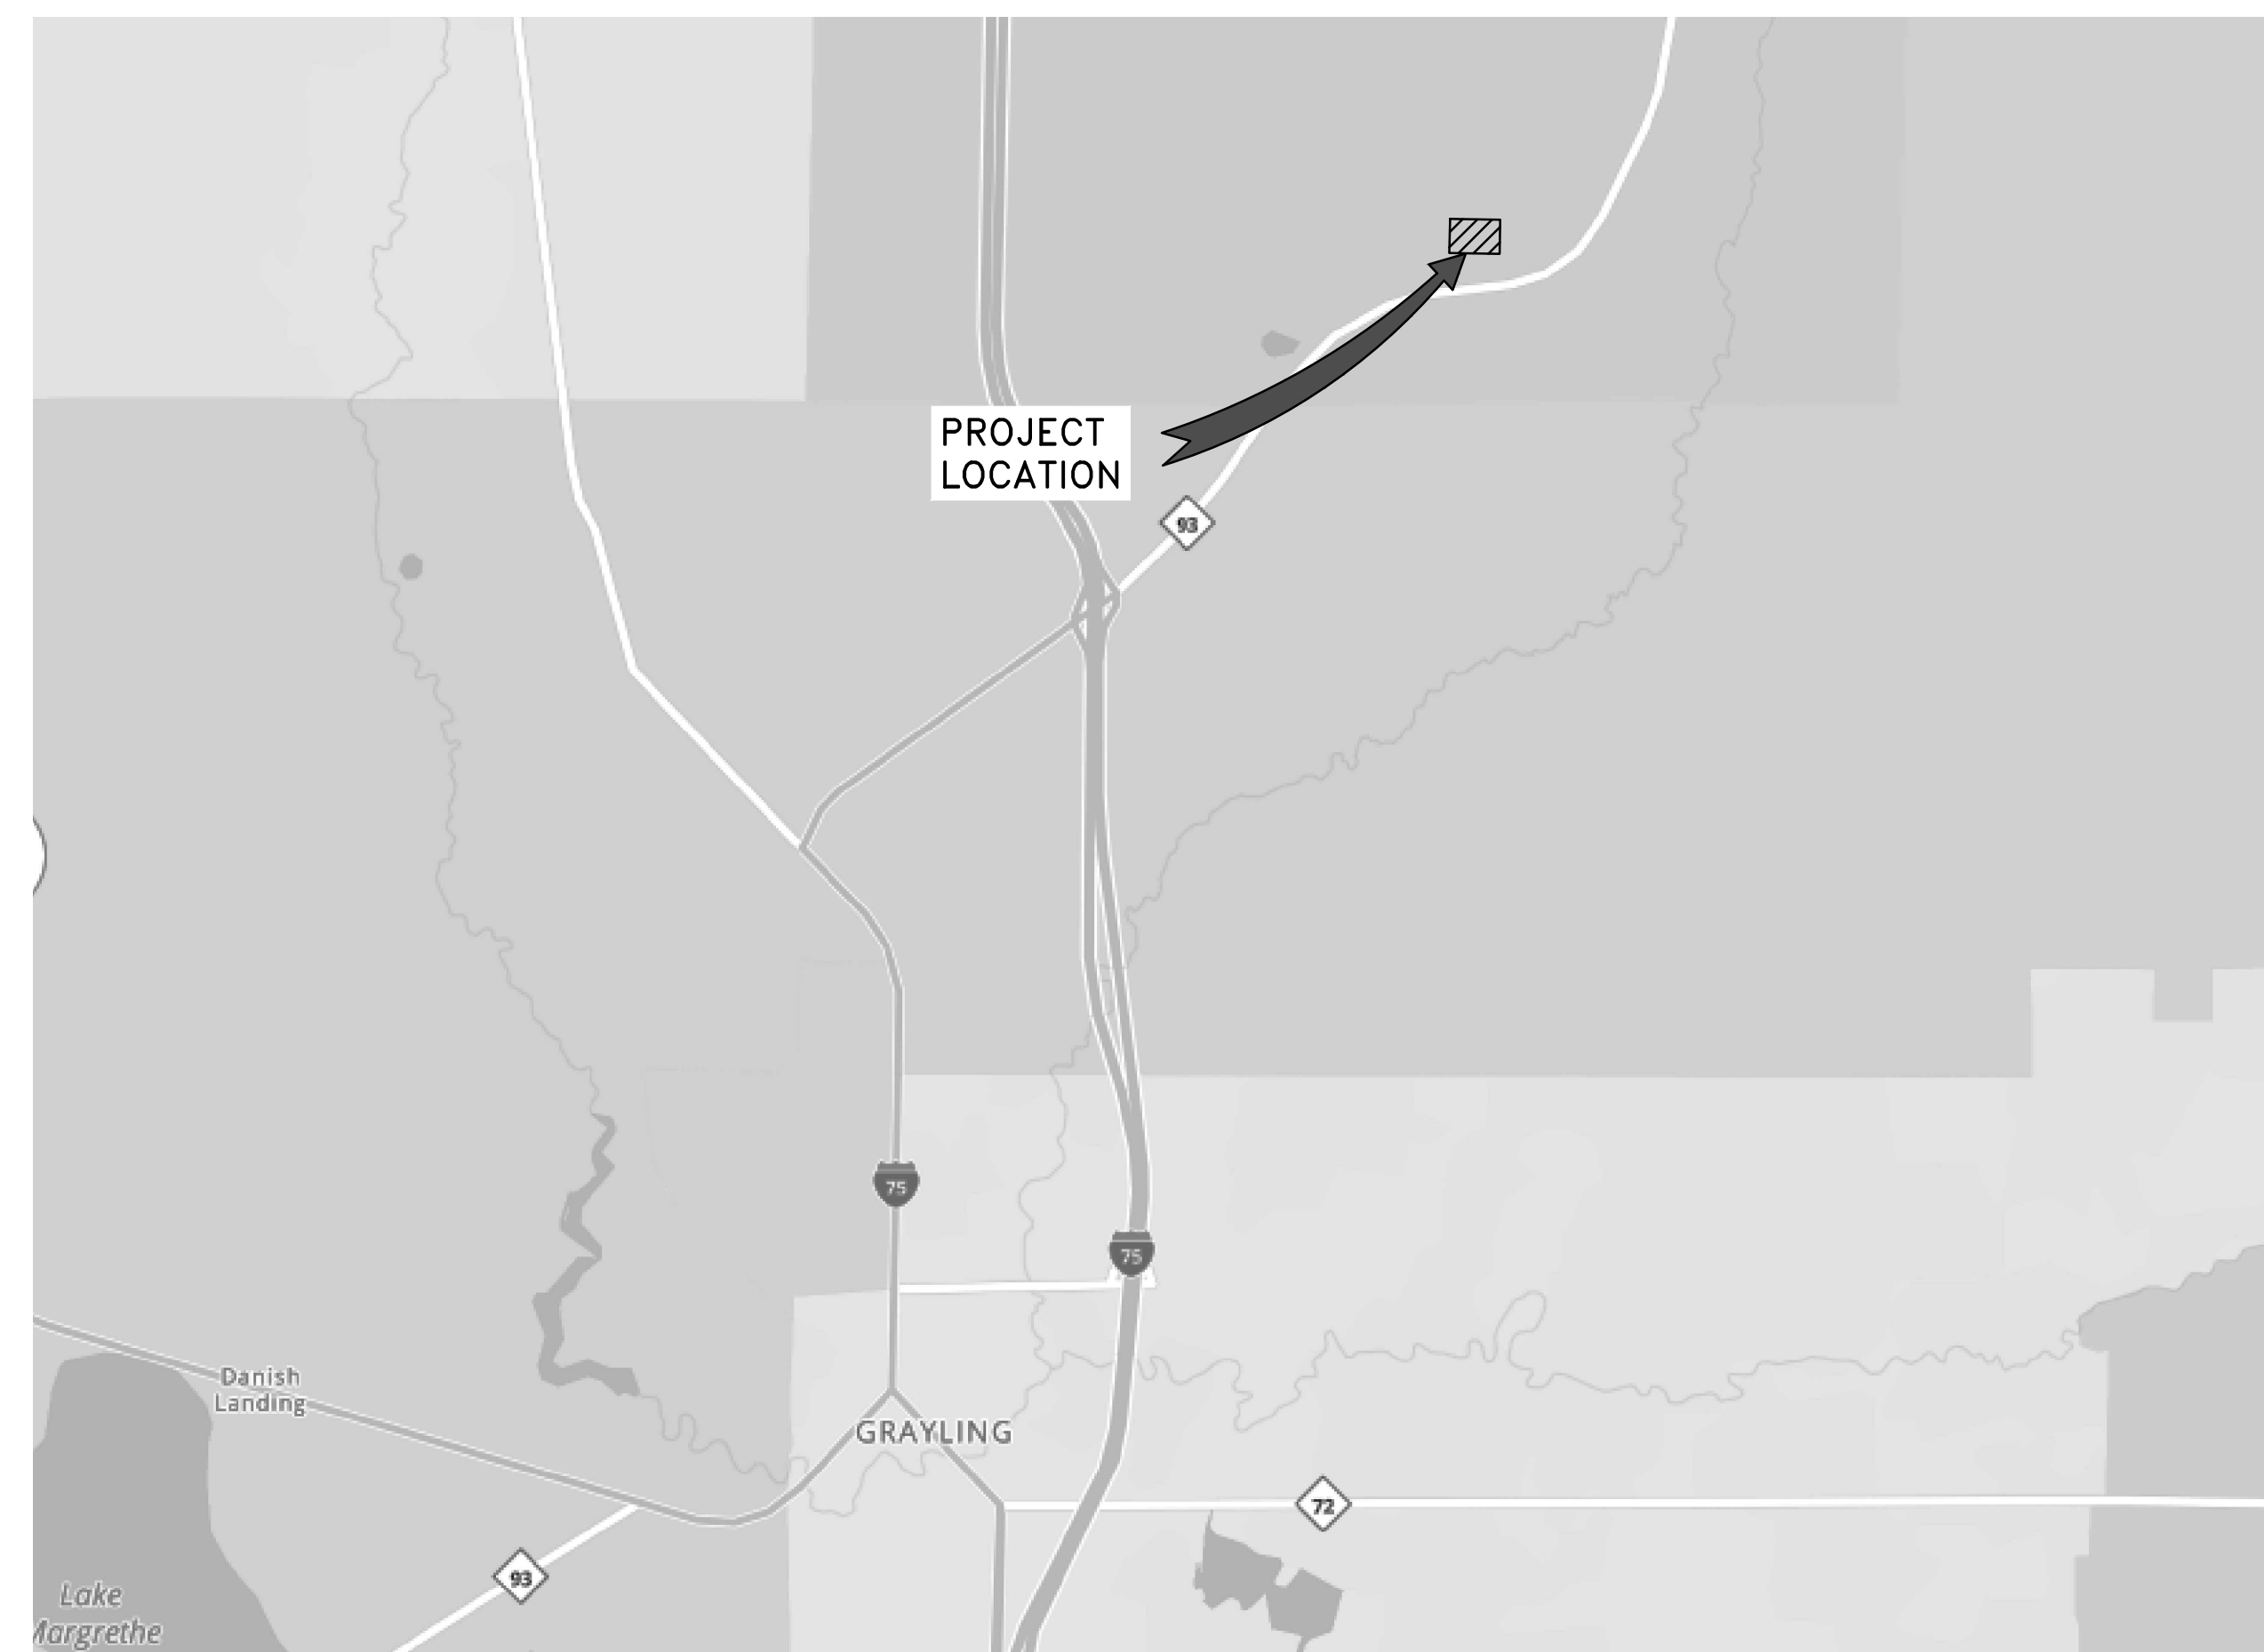 PROJECT
LOCATION
93
75
75
Danish
Landing
GRAYLING
72
93
Lake
Margrethe